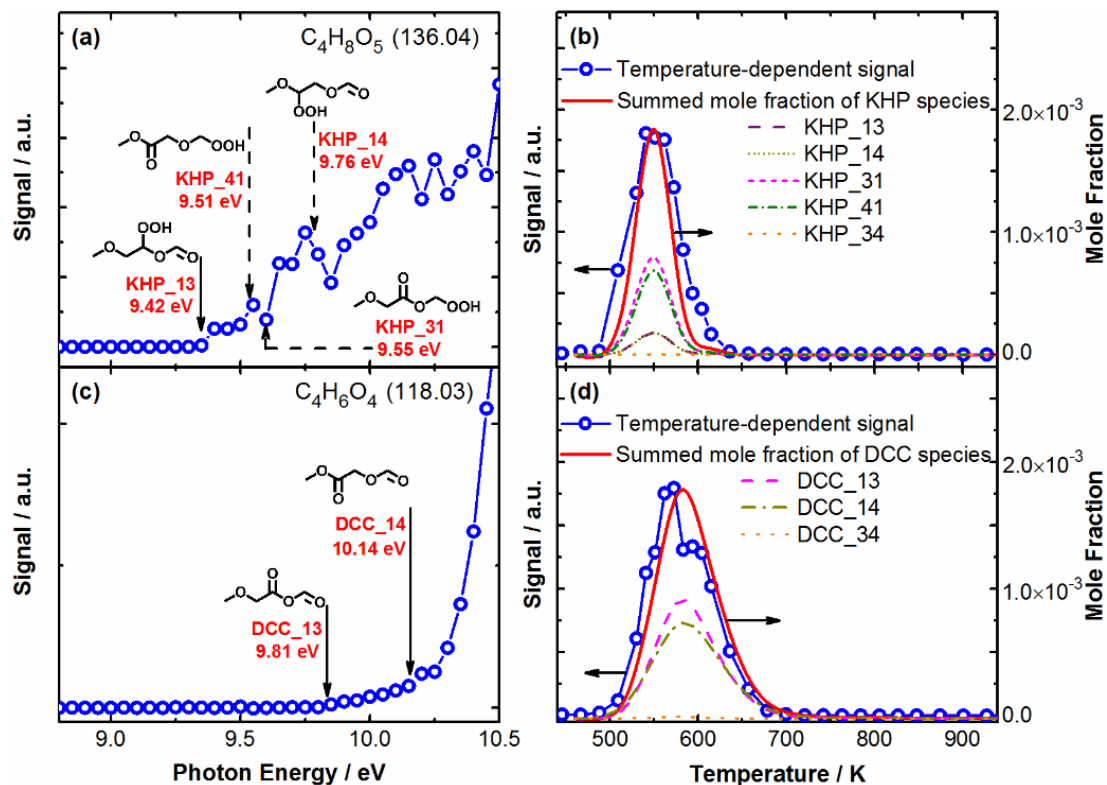 (a)
C₄H₈O₅ (136.04)
O
O
O
OOH
KHP_14
9.76 eV
O
O
O
OOH
KHP_41
9.51 eV
OOH
O
O
O
KHP_13
9.42 eV
O
O
O
OOH
KHP_31
9.55 eV
Signal / a.u.
(b)
Temperature-dependent signal
Summed mole fraction of KHP species
KHP_13
KHP_14
KHP_31
KHP_41
KHP_34
2.0×10⁻³
1.0×10⁻³
0.0
Signal / a.u.
Mole Fraction
(c)
C₄H₆O₄ (118.03)
O
O
O
O
DCC_14
10.14 eV
O
O
O
O
DCC_13
9.81 eV
Signal / a.u.
9.0
9.5
10.0
10.5
Photon Energy / eV
(d)
Temperature-dependent signal
Summed mole fraction of DCC species
DCC_13
DCC_14
DCC_34
2.0×10⁻³
1.0×10⁻³
0.0
Signal / a.u.
Mole Fraction
500
600
700
800
900
Temperature / K